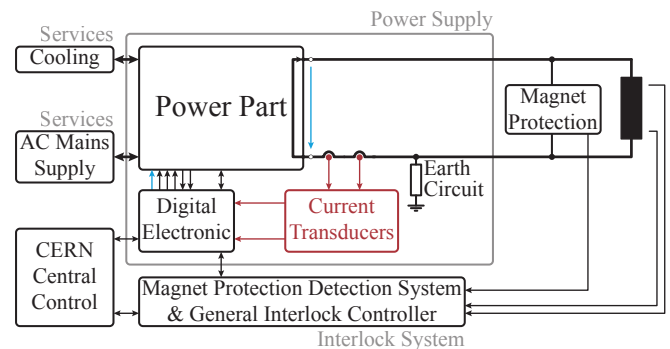 Power Supply
Services
Cooling
Power Part
Services
AC Mains
Supply
Magnet
Protection
Earth
Circuit
Digital
Electronic
Current
Transducers
CERN
Central
Control
Magnet Protection Detection System
& General Interlock Controller
Interlock System